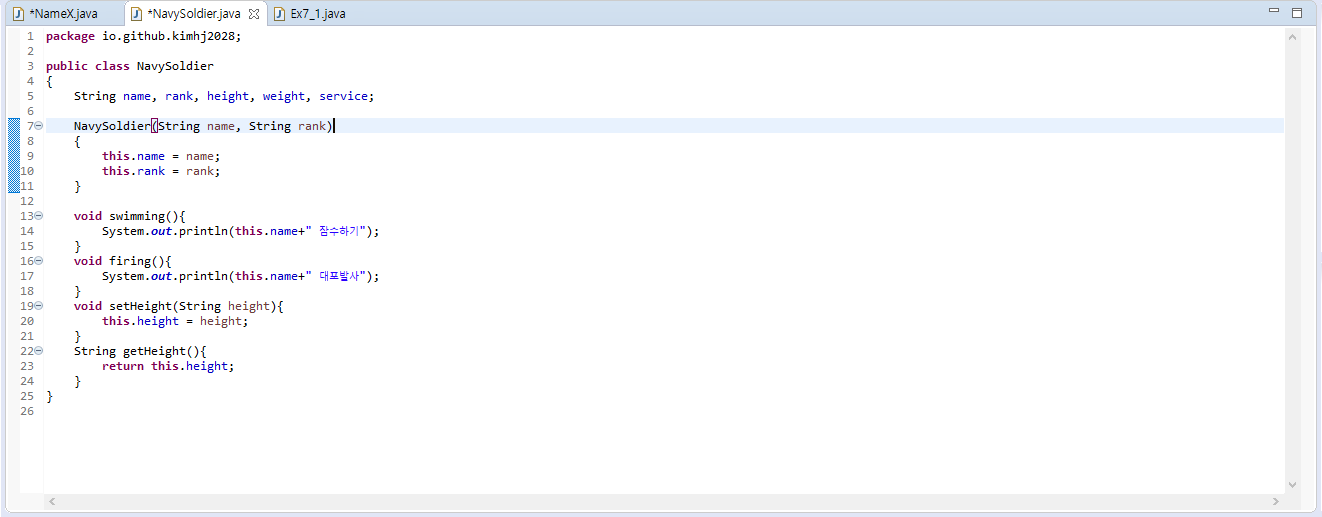 *NameX.java *NavySoldier.java Ex7_1.java
1 package io.github.kimhj2028;
2
3 public class NavySoldier
4 {
5 String name, rank, height, weight, service;
6
7 NavySoldier(String name, String rank)
8 {
9 this.name = name;
10 this.rank = rank;
11 }
12
13 void swimming(){
14 System.out.println(this.name+" 잠수하기");
15 }
16 void firing(){
17 System.out.println(this.name+" 대포발사");
18 }
19 void setHeight(String height){
20 this.height = height;
21 }
22 String getHeight(){
23 return this.height;
24 }
25 }
26